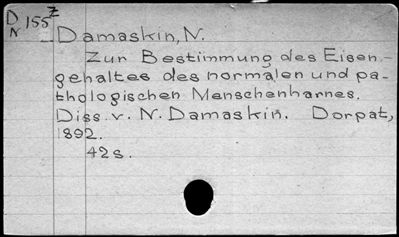 D 155 Z
N
Damaskin, N.
Zur Bestimmung des Eisen-
gehaltes des normalen und pa-
thologischen Menschenharnes.
Diss. v. N. Damaskin. Dorpat,
1892.
42 s.